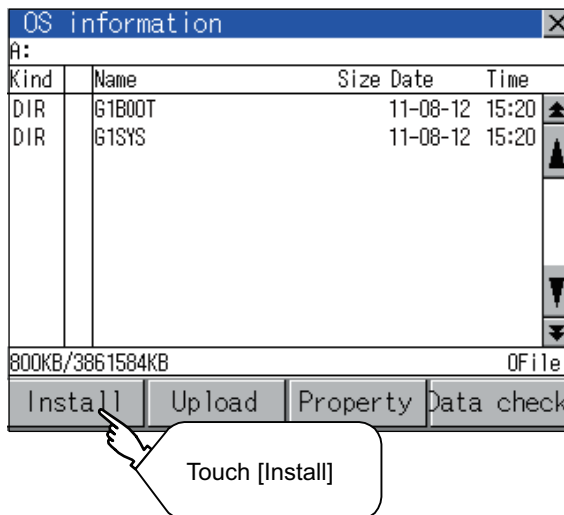 OS information
A:
Kind Name Size Date Time
DIR G1BOOT 11-08-12 15:20
DIR G1SYS 11-08-12 15:20
800KB/3861584KB 0File
Install Upload Property Data check
Touch [Install]